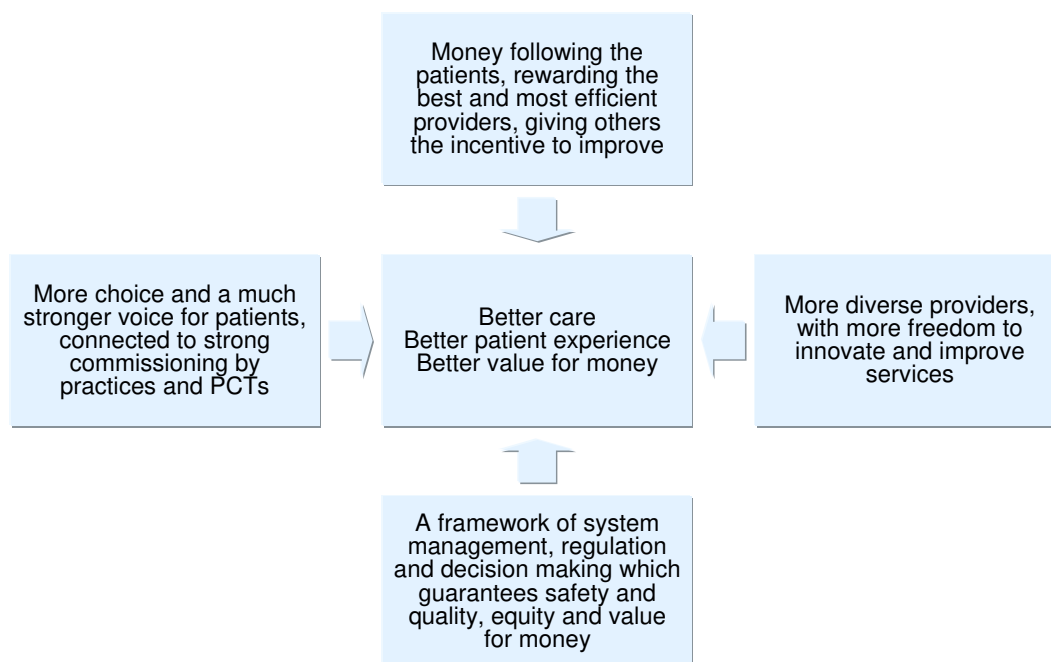 Money following the
patients, rewarding the
best and most efficient
providers, giving others
the incentive to improve
More choice and a much
stronger voice for patients,
connected to strong
commissioning by
practices and PCTs
Better care
Better patient experience
Better value for money
More diverse providers,
with more freedom to
innovate and improve
services
A framework of system
management, regulation
and decision making which
guarantees safety and
quality, equity and value
for money